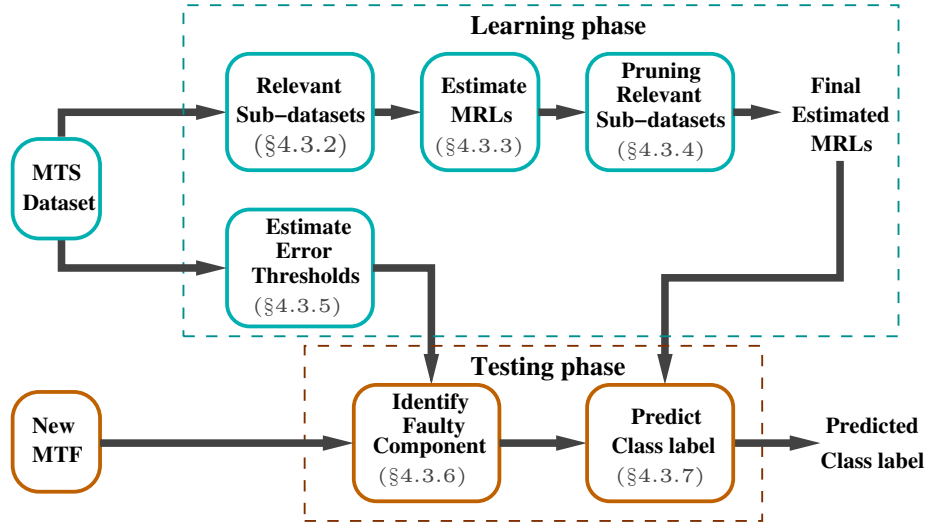 Learning phase
Relevant
Sub−datasets
(§4.3.2)
Estimate
MRLs
(§4.3.3)
Pruning
Relevant
Sub−datasets
(§4.3.4)
Final
Estimated
MRLs
MTS
Dataset
Estimate
Error
Thresholds
(§4.3.5)
Testing phase
New
MTF
Identify
Faulty
Component
(§4.3.6)
Predict
Class label
(§4.3.7)
Predicted
Class label